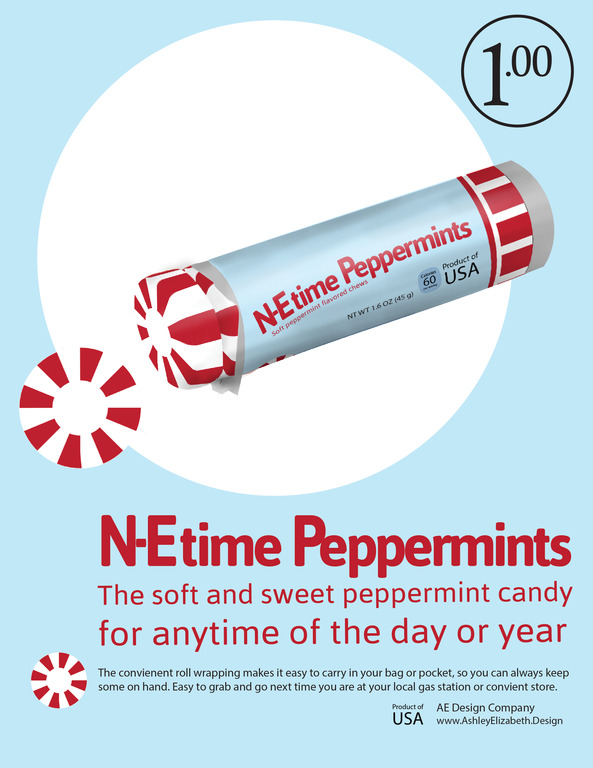 1.00
N-Etime Peppermints
Soft peppermint flavored chews
NT WT 1.6 OZ (45 g)
Calories
60
Product of
USA
N-Etime Peppermints
The soft and sweet peppermint candy
for anytime of the day or year
The convienent roll wrapping makes it easy to carry in your bag or pocket, so you can always keep
some on hand. Easy to grab and go next time you are at your local gas station or convient store.
Product of
USA
AE Design Company
www.AshleyElizabeth.Design